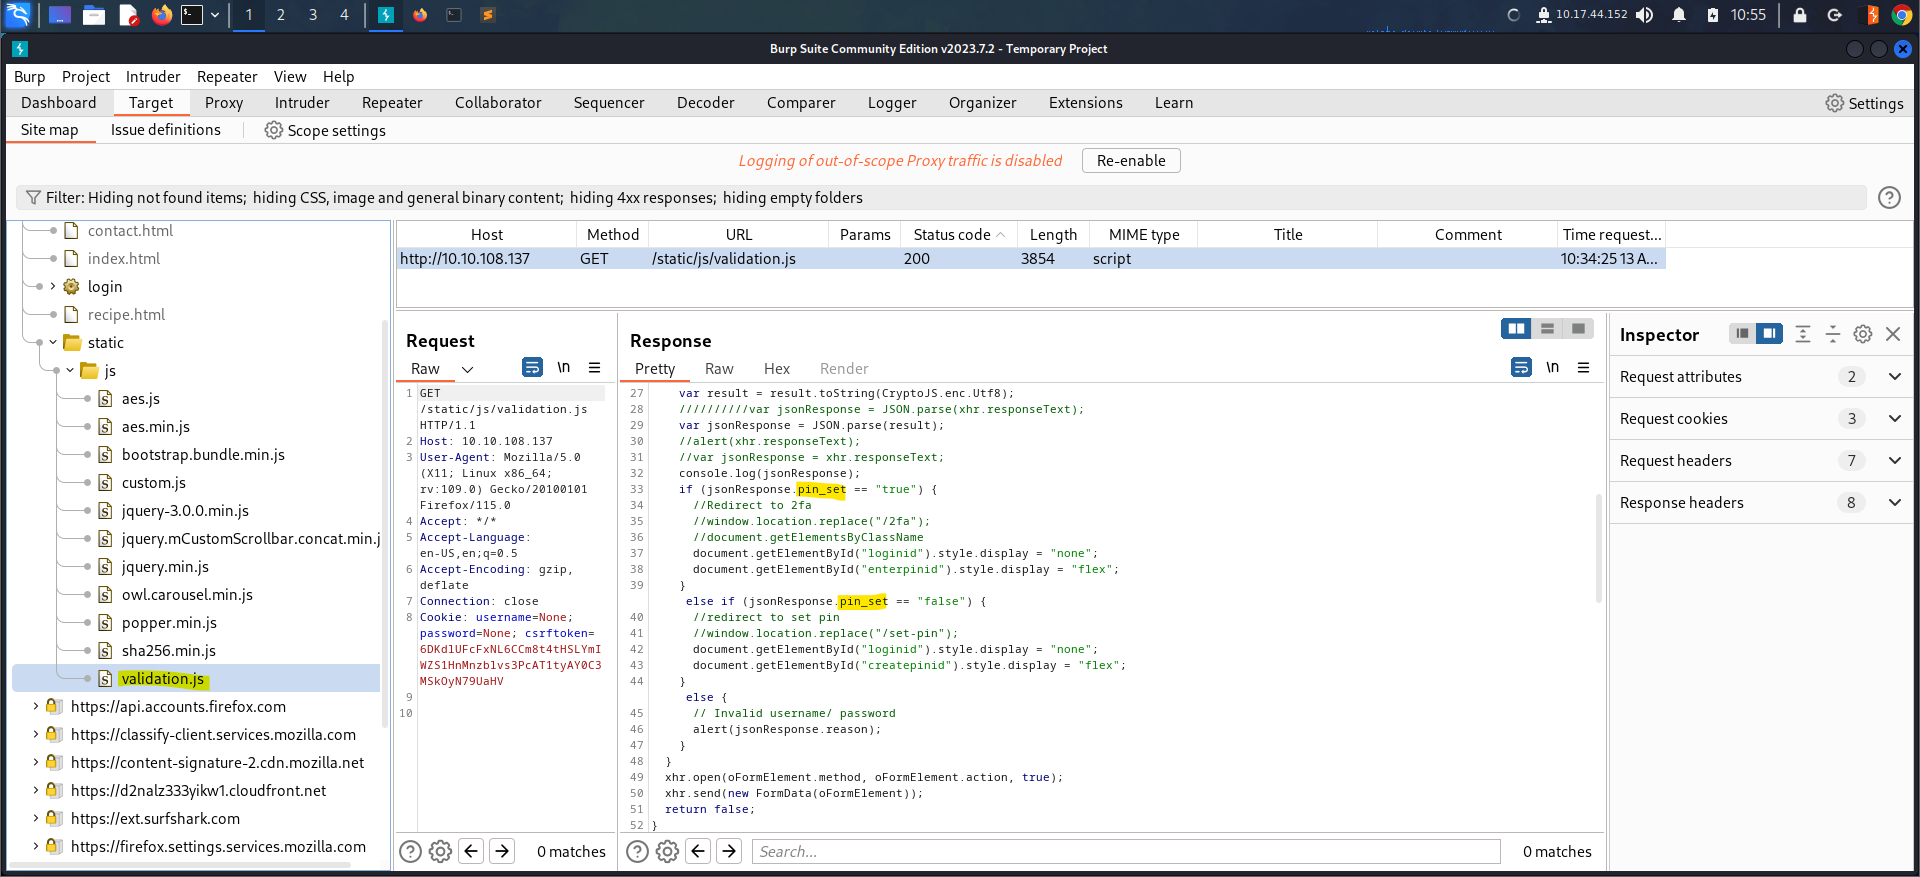 1 2 3 4 10.17.44.152 10:55
Burp Suite Community Edition v2023.7.2 - Temporary Project
Burp Project Intruder Repeater View Help
Dashboard Target Proxy Intruder Repeater Collaborator Sequencer Decoder Comparer Logger Organizer Extensions Learn Settings
Site map Issue definitions Scope settings
Logging of out-of-scope Proxy traffic is disabled Re-enable
Filter: Hiding not found items; hiding CSS, image and general binary content; hiding 4xx responses; hiding empty folders
contact.html
index.html
login
recipe.html
static
js
aes.js
aes.min.js
bootstrap.bundle.min.js
custom.js
jquery-3.0.0.min.js
jquery.mCustomScrollbar.concat.min.j
jquery.min.js
owl.carousel.min.js
popper.min.js
sha256.min.js
validation.js
https://api.accounts.firefox.com
https://classify-client.services.mozilla.com
https://content-signature-2.cdn.mozilla.net
https://d2nalz333yikw1.cloudfront.net
https://ext.surfshark.com
https://firefox.settings.services.mozilla.com
Host Method URL Params Status code Length MIME type Title Comment Time request...
http://10.10.108.137 GET /static/js/validation.js 200 3854 script 10:34:25 13 A...
Request
Raw \n
1 GET
/static/js/validation.js
HTTP/1.1
2 Host: 10.10.108.137
3 User-Agent: Mozilla/5.0
(X11; Linux x86_64;
rv:109.0) Gecko/20100101
Firefox/115.0
4 Accept: */*
5 Accept-Language:
en-US,en;q=0.5
6 Accept-Encoding: gzip,
deflate
7 Connection: close
8 Cookie: username=None;
password=None; csrftoken=
6DKdlUFcFxNL6CCm8t4tHSLYmI
WZS1HnMnzblvs3PcAT1tyAY0C3
MSkOyN79UaHV
9
10
0 matches
Response
Pretty Raw Hex Render \n
27 var result = result.toString(CryptoJS.enc.Utf8);
28 //////////var jsonResponse = JSON.parse(xhr.responseText);
29 var jsonResponse = JSON.parse(result);
30 //alert(xhr.responseText);
31 //var jsonResponse = xhr.responseText;
32 console.log(jsonResponse);
33 if (jsonResponse.pin_set == "true") {
34 //Redirect to 2fa
35 //window.location.replace("/2fa");
36 //document.getElementsByClassName
37 document.getElementById("loginid").style.display = "none";
38 document.getElementById("enterpinid").style.display = "flex";
39 }
else if (jsonResponse.pin_set == "false") {
40 //redirect to set pin
41 //window.location.replace("/set-pin");
42 document.getElementById("loginid").style.display = "none";
43 document.getElementById("createpinid").style.display = "flex";
44 }
else {
45 // Invalid username/ password
46 alert(jsonResponse.reason);
47 }
48 }
49 xhr.open(oFormElement.method, oFormElement.action, true);
50 xhr.send(new FormData(oFormElement));
51 return false;
52 }
Search... 0 matches
Inspector
Request attributes 2
Request cookies 3
Request headers 7
Response headers 8